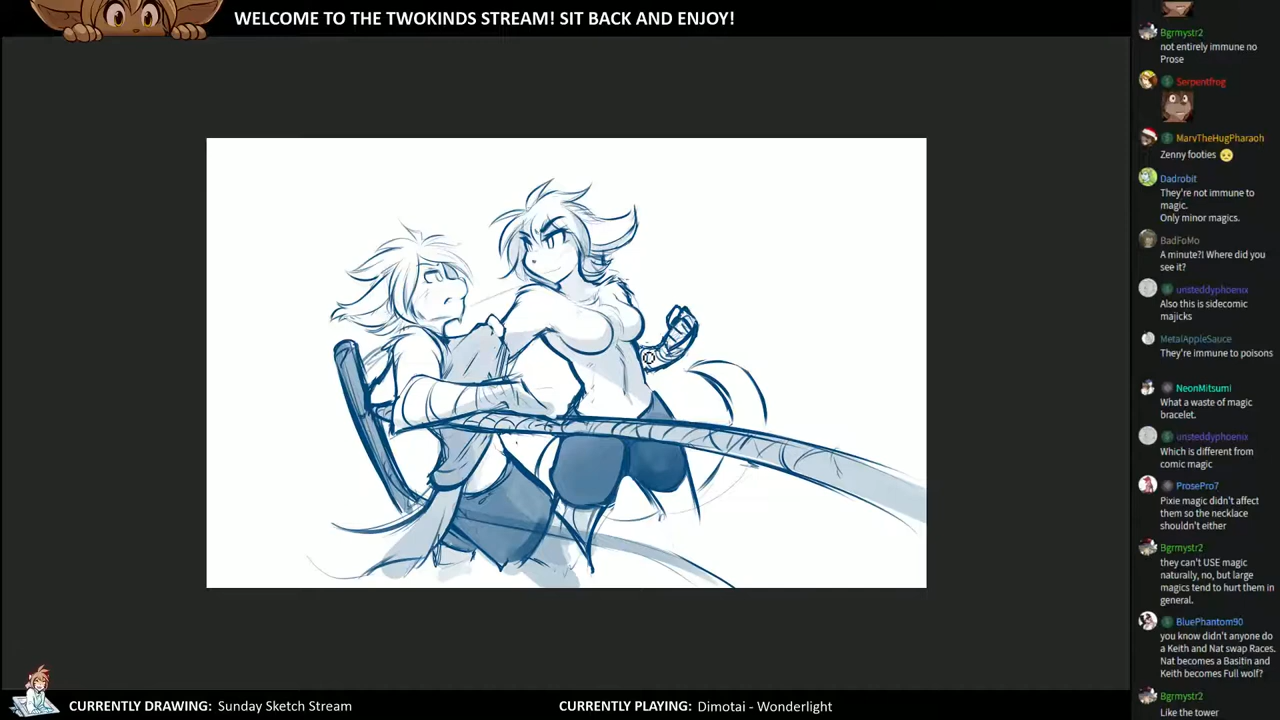 WELCOME TO THE TWOKINDS STREAM! SIT BACK AND ENJOY!
Bgrmystr2
not entirely immune no
Prose
Serpentfrog
MarvTheHugPharaoh
Zenny footies
Dadrobit
They're not immune to
magic.
Only minor magics.
BadFoMo
A minute?! Where did you
see it?
unsteddyphoenix
Also this is sidecomic
majicks
MetalAppleSauce
They're immune to poisons
NeonMitsumi
What a waste of magic
bracelet.
unsteddyphoenix
Which is different from
comic magic
ProsePro7
Pixie magic didn't affect
them so the necklace
shouldn't either
Bgrmystr2
they can't USE magic
naturally, no, but large
magics tend to hurt them in
general.
BluePhantom90
you know didn't anyone do
a Keith and Nat swap Races.
Nat becomes a Basitin and
Keith becomes Full wolf?
Bgrmystr2
Like the tower
CURRENTLY DRAWING: Sunday Sketch Stream
CURRENTLY PLAYING: Dimotai - Wonderlight